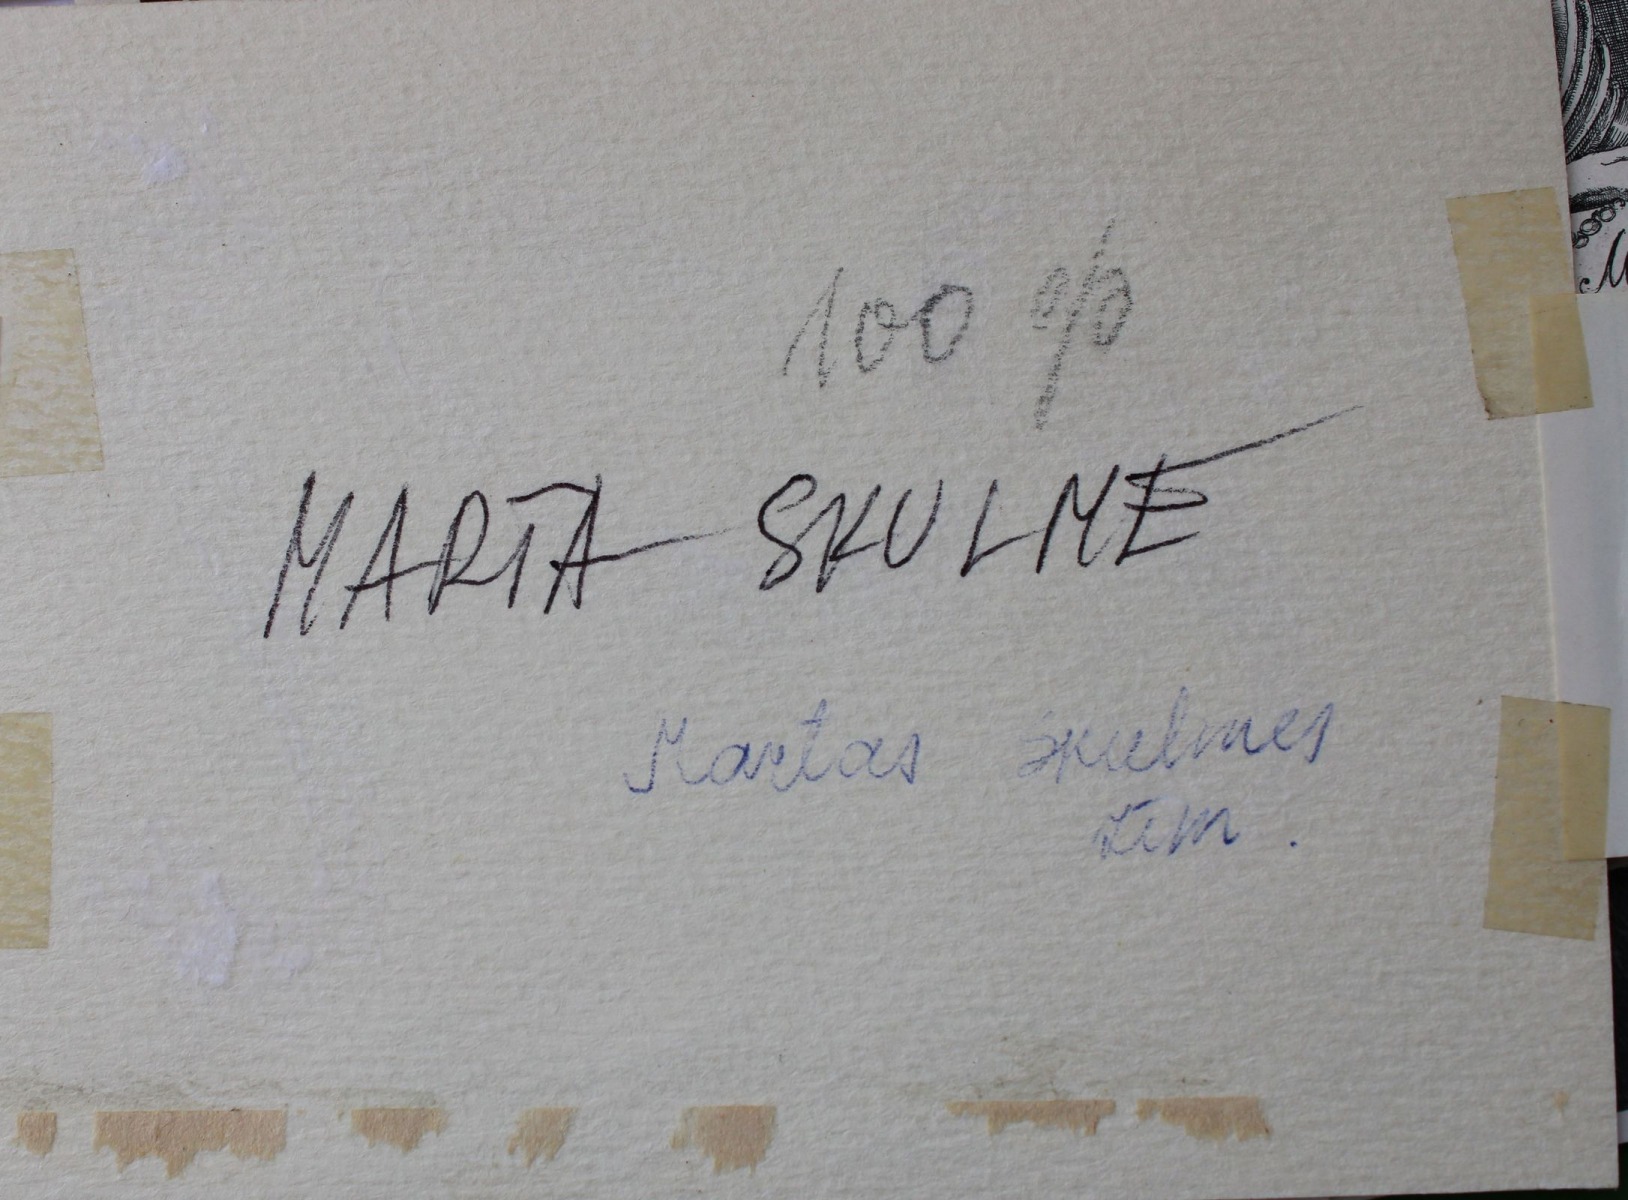 100 %
MARTA SKULME
Martas Skulmes
zīm.
M